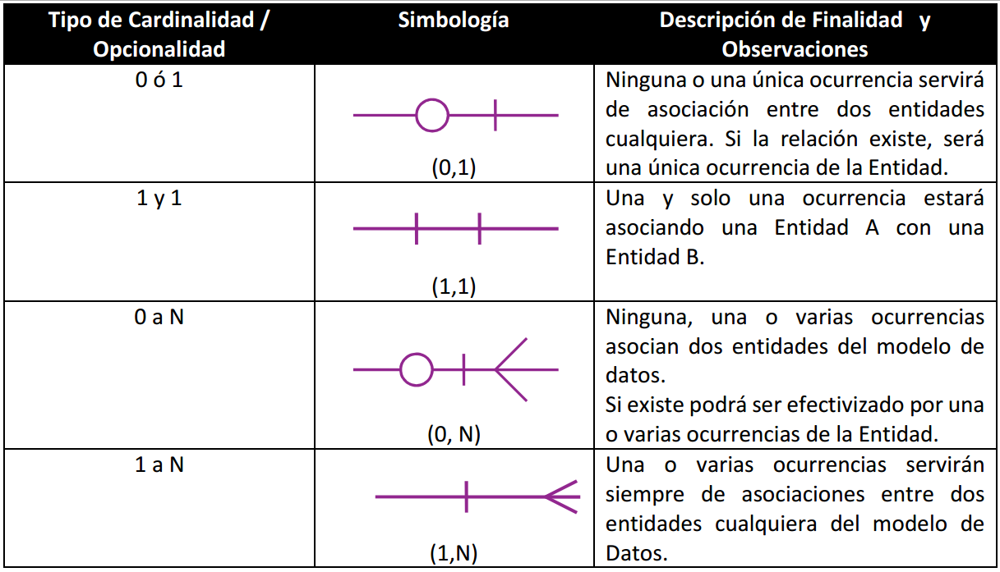 Tipo de Cardinalidad /
Opcionalidad
Simbología
Descripción de Finalidad y
Observaciones
0 ó 1
(0,1)
Ninguna o una única ocurrencia servirá
de asociación entre dos entidades
cualquiera. Si la relación existe, será
una única ocurrencia de la Entidad.
1 y 1
(1,1)
Una y solo una ocurrencia estará
asociando una Entidad A con una
Entidad B.
0 a N
(0, N)
Ninguna, una o varias ocurrencias
asocian dos entidades del modelo de
datos.
Si existe podrá ser efectivizado por una
o varias ocurrencias de la Entidad.
1 a N
(1,N)
Una o varias ocurrencias servirán
siempre de asociaciones entre dos
entidades cualquiera del modelo de
Datos.